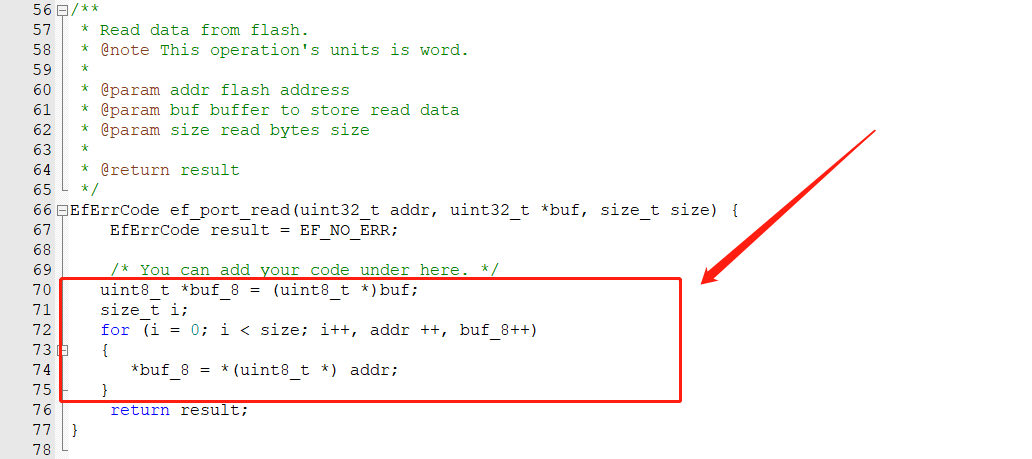 56 /**
57  * Read data from flash.
58  * @note This operation's units is word.
59  *
60  * @param addr flash address
61  * @param buf buffer to store read data
62  * @param size read bytes size
63  *
64  * @return result
65  */
66 EfErrCode ef_port_read(uint32_t addr, uint32_t *buf, size_t size) {
67     EfErrCode result = EF_NO_ERR;
68
69     /* You can add your code under here. */
70    uint8_t *buf_8 = (uint8_t *)buf;
71    size_t i;
72    for (i = 0; i < size; i++, addr ++, buf_8++)
73    {
74       *buf_8 = *(uint8_t *) addr;
75    }
76     return result;
77 }
78